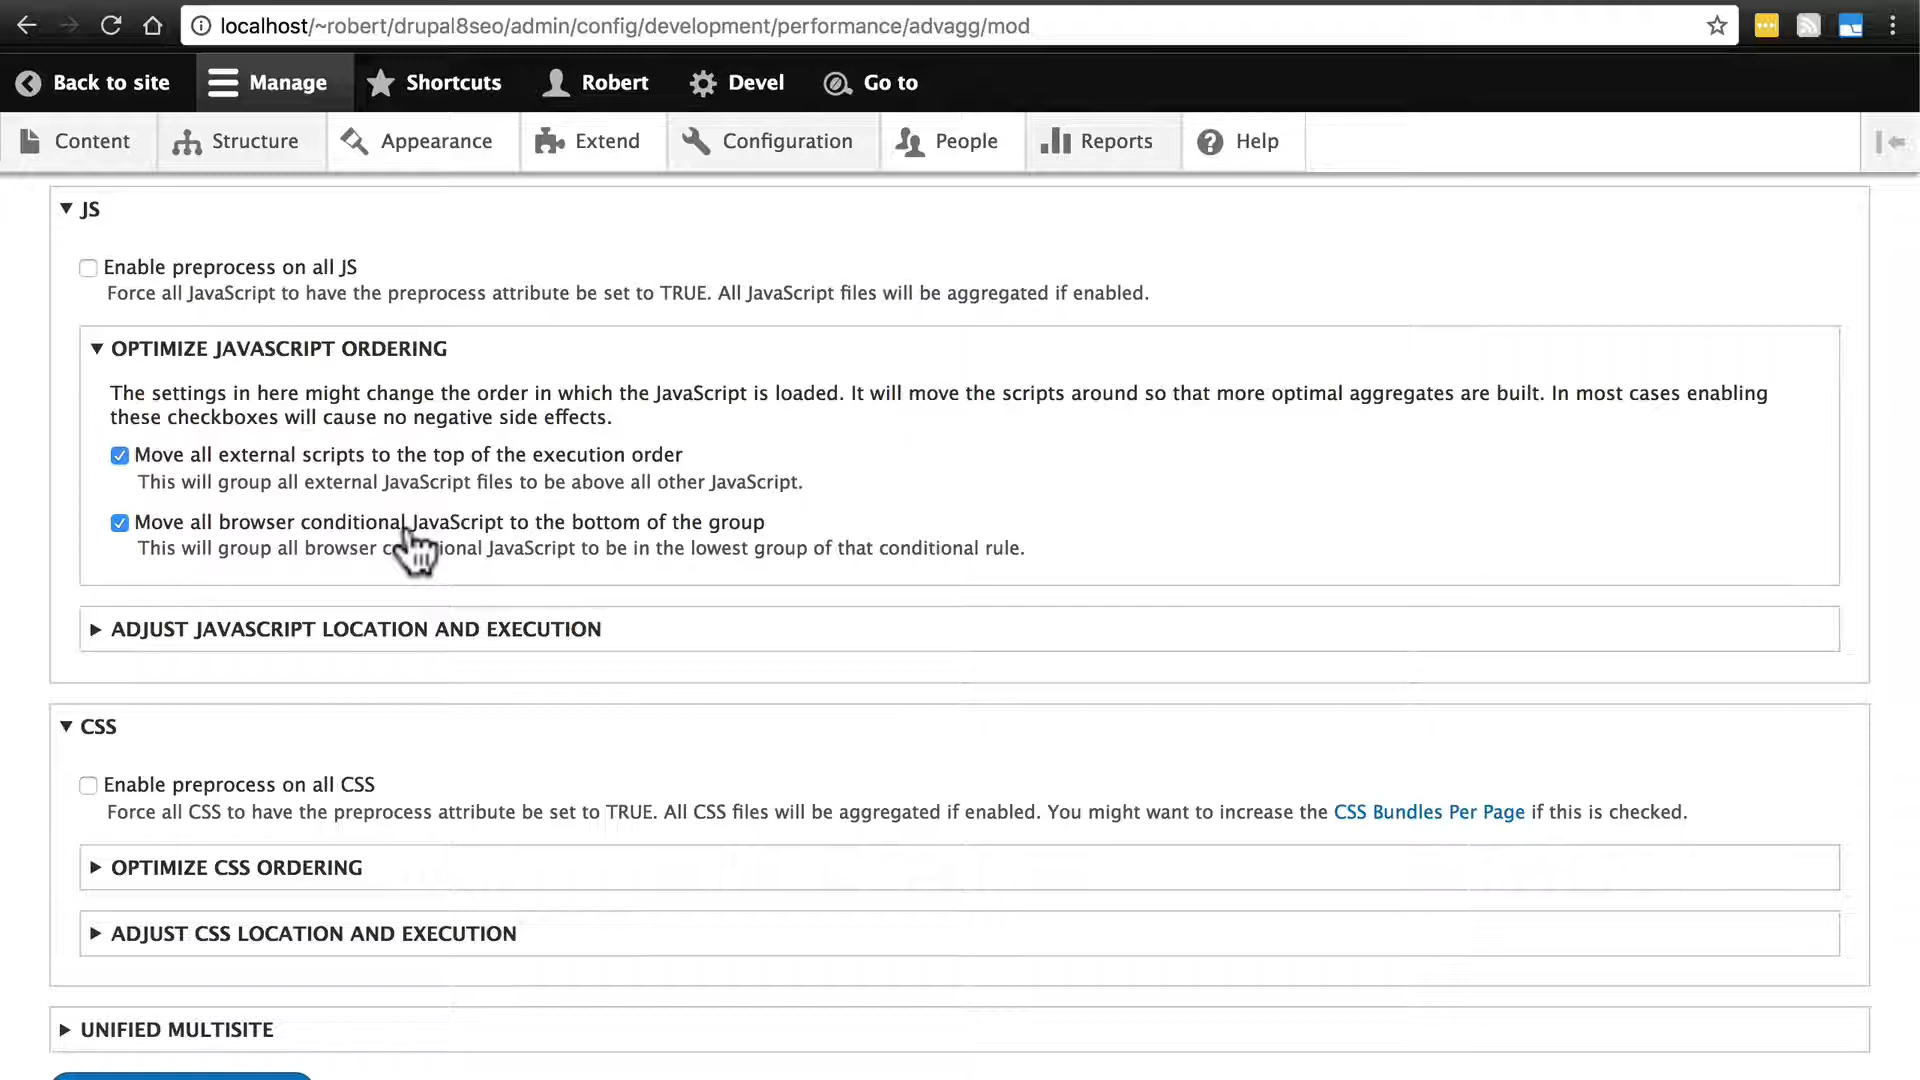 localhost/~robert/drupal8seo/admin/config/development/performance/advagg/mod
Back to site Manage Shortcuts Robert Devel Go to
Content Structure Appearance Extend Configuration People Reports Help
JS
Enable preprocess on all JS
Force all JavaScript to have the preprocess attribute be set to TRUE. All JavaScript files will be aggregated if enabled.
OPTIMIZE JAVASCRIPT ORDERING
The settings in here might change the order in which the JavaScript is loaded. It will move the scripts around so that more optimal aggregates are built. In most cases enabling
these checkboxes will cause no negative side effects.
Move all external scripts to the top of the execution order
This will group all external JavaScript files to be above all other JavaScript.
Move all browser conditional JavaScript to the bottom of the group
This will group all browser conditional JavaScript to be in the lowest group of that conditional rule.
ADJUST JAVASCRIPT LOCATION AND EXECUTION
CSS
Enable preprocess on all CSS
Force all CSS to have the preprocess attribute be set to TRUE. All CSS files will be aggregated if enabled. You might want to increase the CSS Bundles Per Page if this is checked.
OPTIMIZE CSS ORDERING
ADJUST CSS LOCATION AND EXECUTION
UNIFIED MULTISITE